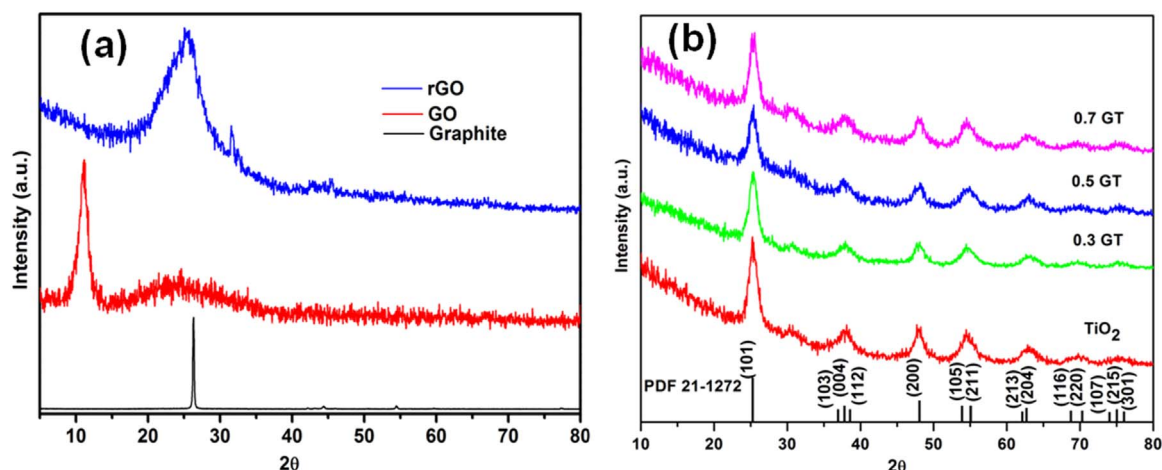 (a)
rGO
GO
Graphite
Intensity (a.u.)
10 20 30 40 50 60 70 80
2θ
(b)
0.7 GT
0.5 GT
0.3 GT
TiO2
PDF 21-1272
(101)
(103)
(004)
(112)
(200)
(105)
(211)
(213)
(204)
(116)
(220)
(107)
(215)
(301)
Intensity (a.u.)
10 20 30 40 50 60 70 80
2θ